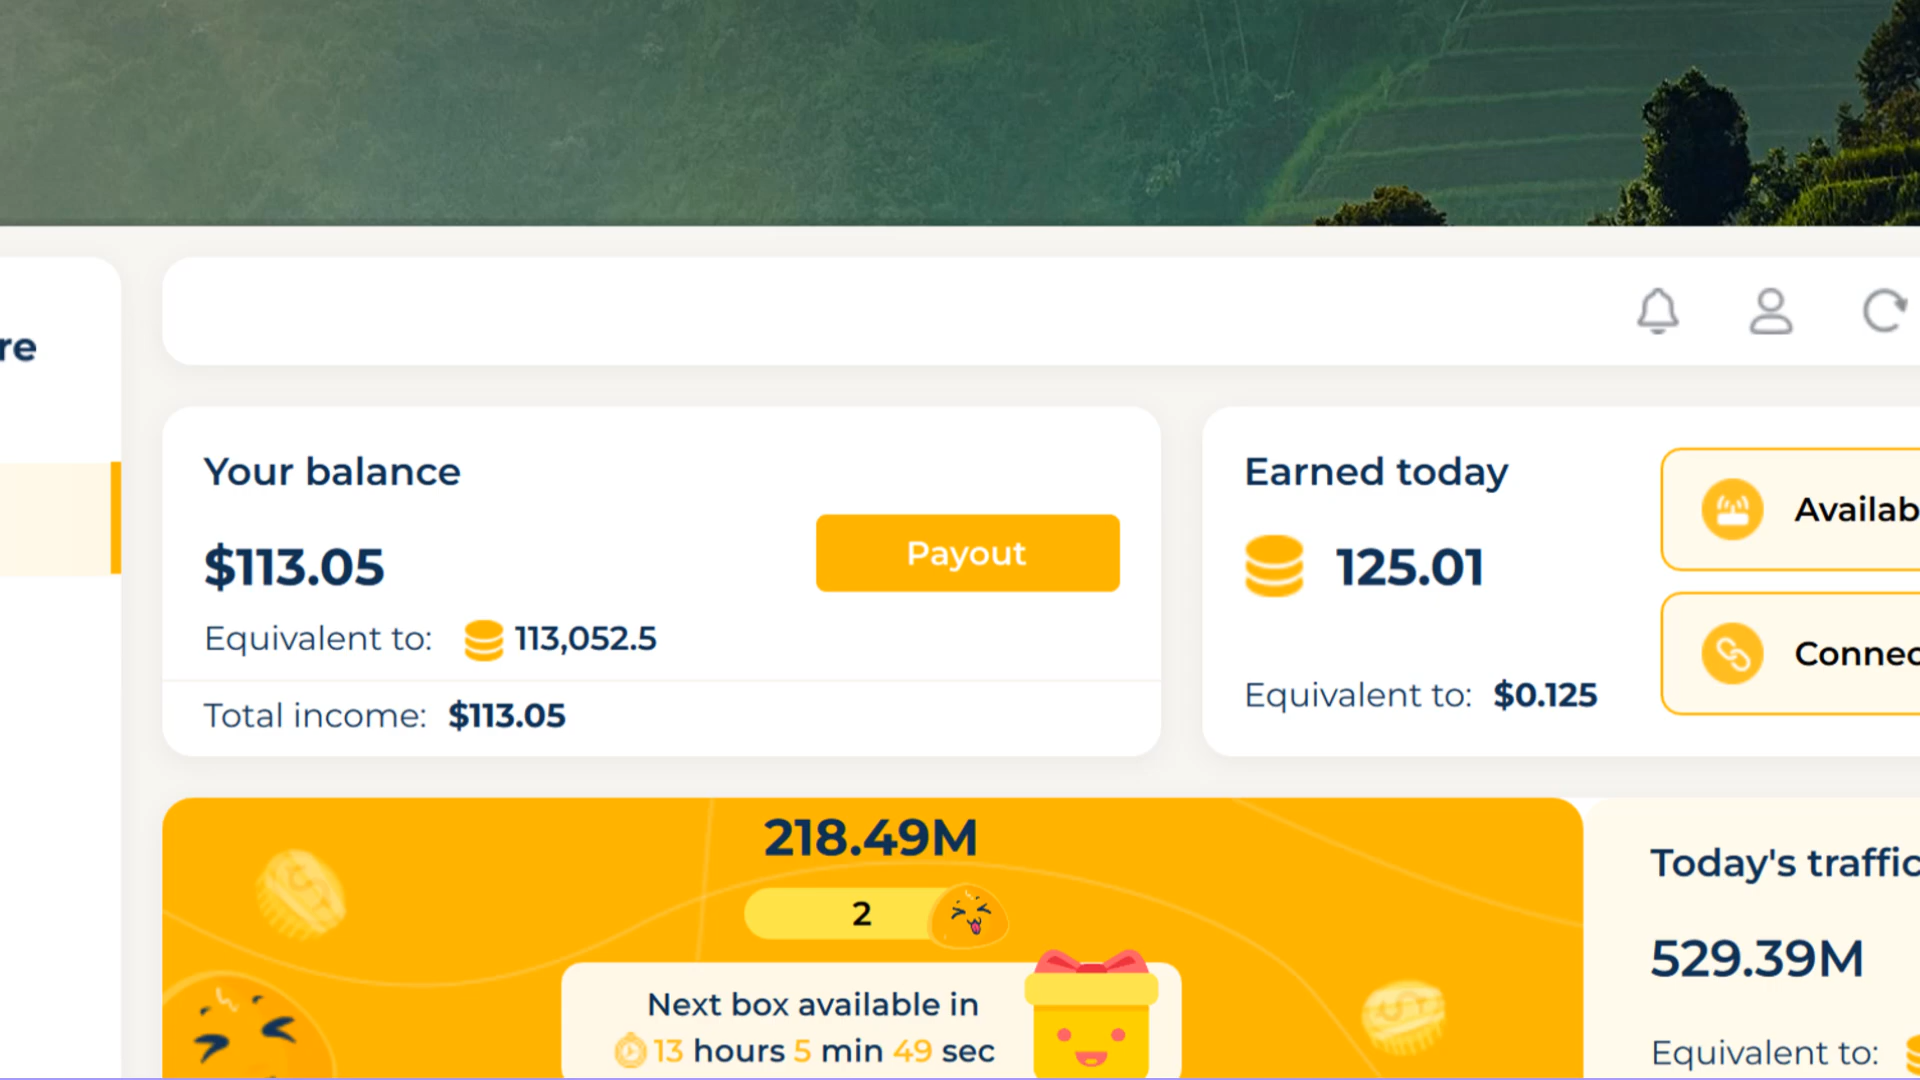 re
Your balance
$113.05
Payout
Equivalent to: 113,052.5
Total income: $113.05
Earned today
125.01
Equivalent to: $0.125
Availab
Connec
218.49M
2
Next box available in
13 hours 5 min 49 sec
Today's traffic
529.39M
Equivalent to: